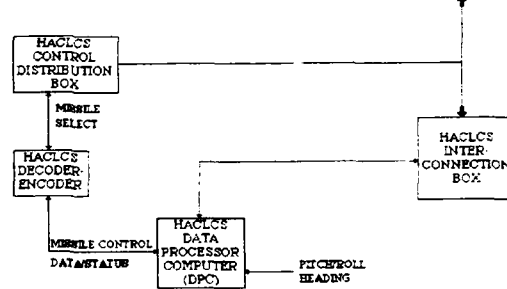 HACLCS
CONTROL
DISTRIBUTION
BOX
MISSILE
SELECT
HACLCS
DECODER-
ENCODER
HACLCS
INTER-
CONNECTION
BOX
MISSILE CONTROL
DATA/STATUS
HACLCS
DATA
PROCESSOR
COMPUTER
(DPC)
PITCH/ROLL
HEADING